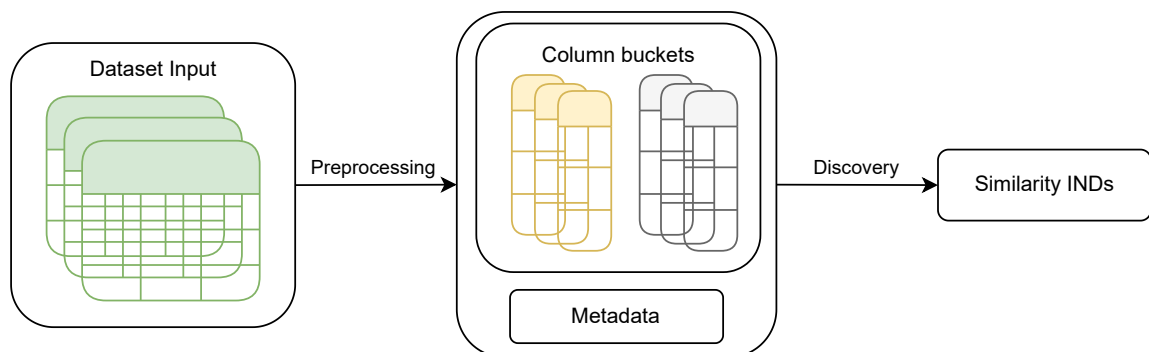 Dataset Input
Preprocessing
Column buckets
Metadata
Discovery
Similarity INDs